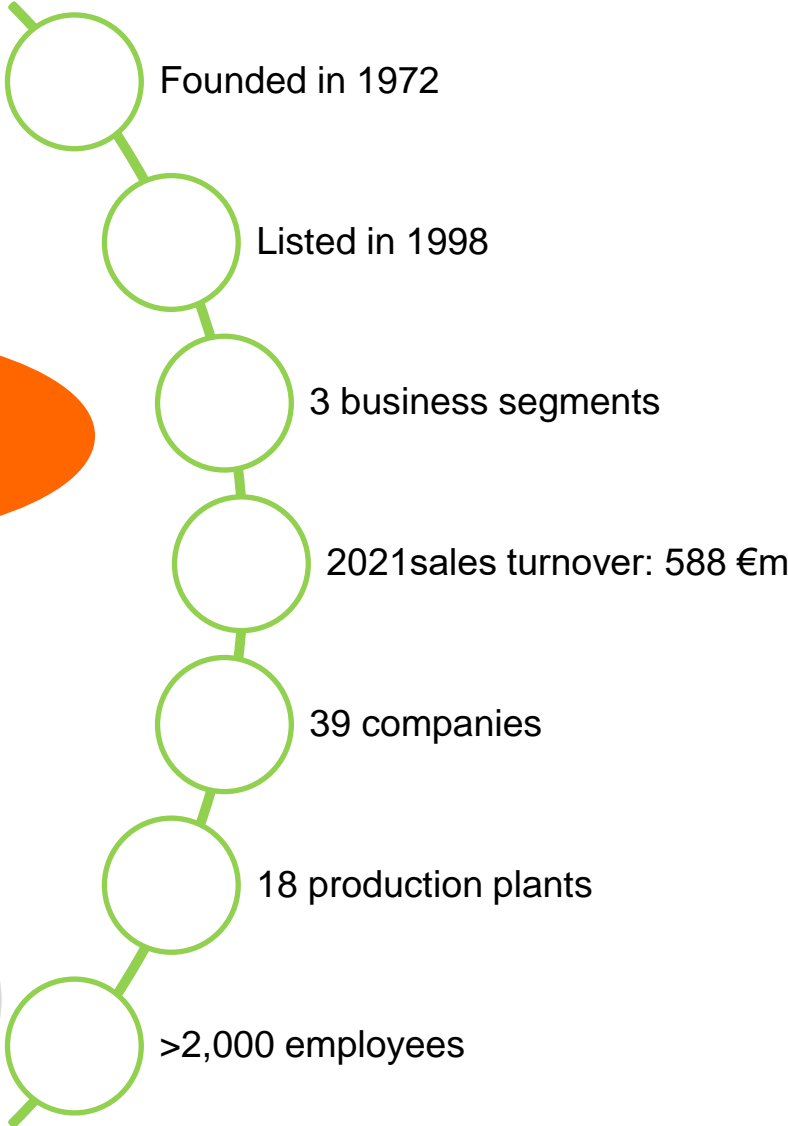 Founded in 1972
Listed in 1998
3 business segments
2021sales turnover: 588 €m
39 companies
18 production plants
>2,000 employees